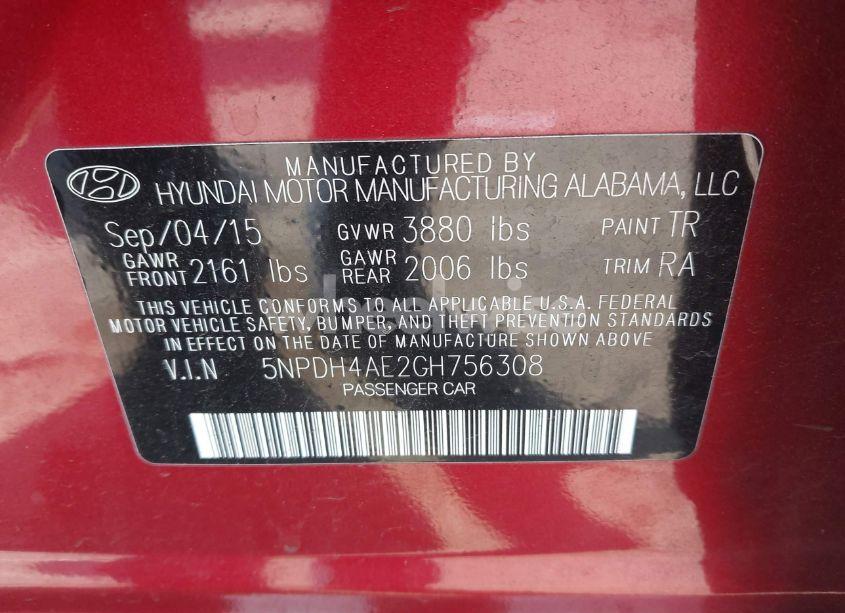 MANUFACTURED BY
HYUNDAI MOTOR MANUFACTURING ALABAMA, LLC
Sep/04/15 GVWR 3880 lbs PAINT TR
GAWR FRONT 2161 lbs GAWR REAR 2006 lbs TRIM RA
THIS VEHICLE CONFORMS TO ALL APPLICABLE U.S.A. FEDERAL
MOTOR VEHICLE SAFETY, BUMPER, AND THEFT PREVENTION STANDARDS
IN EFFECT ON THE DATE OF MANUFACTURE SHOWN ABOVE
V.I.N 5NPDH4AE2GH756308
PASSENGER CAR